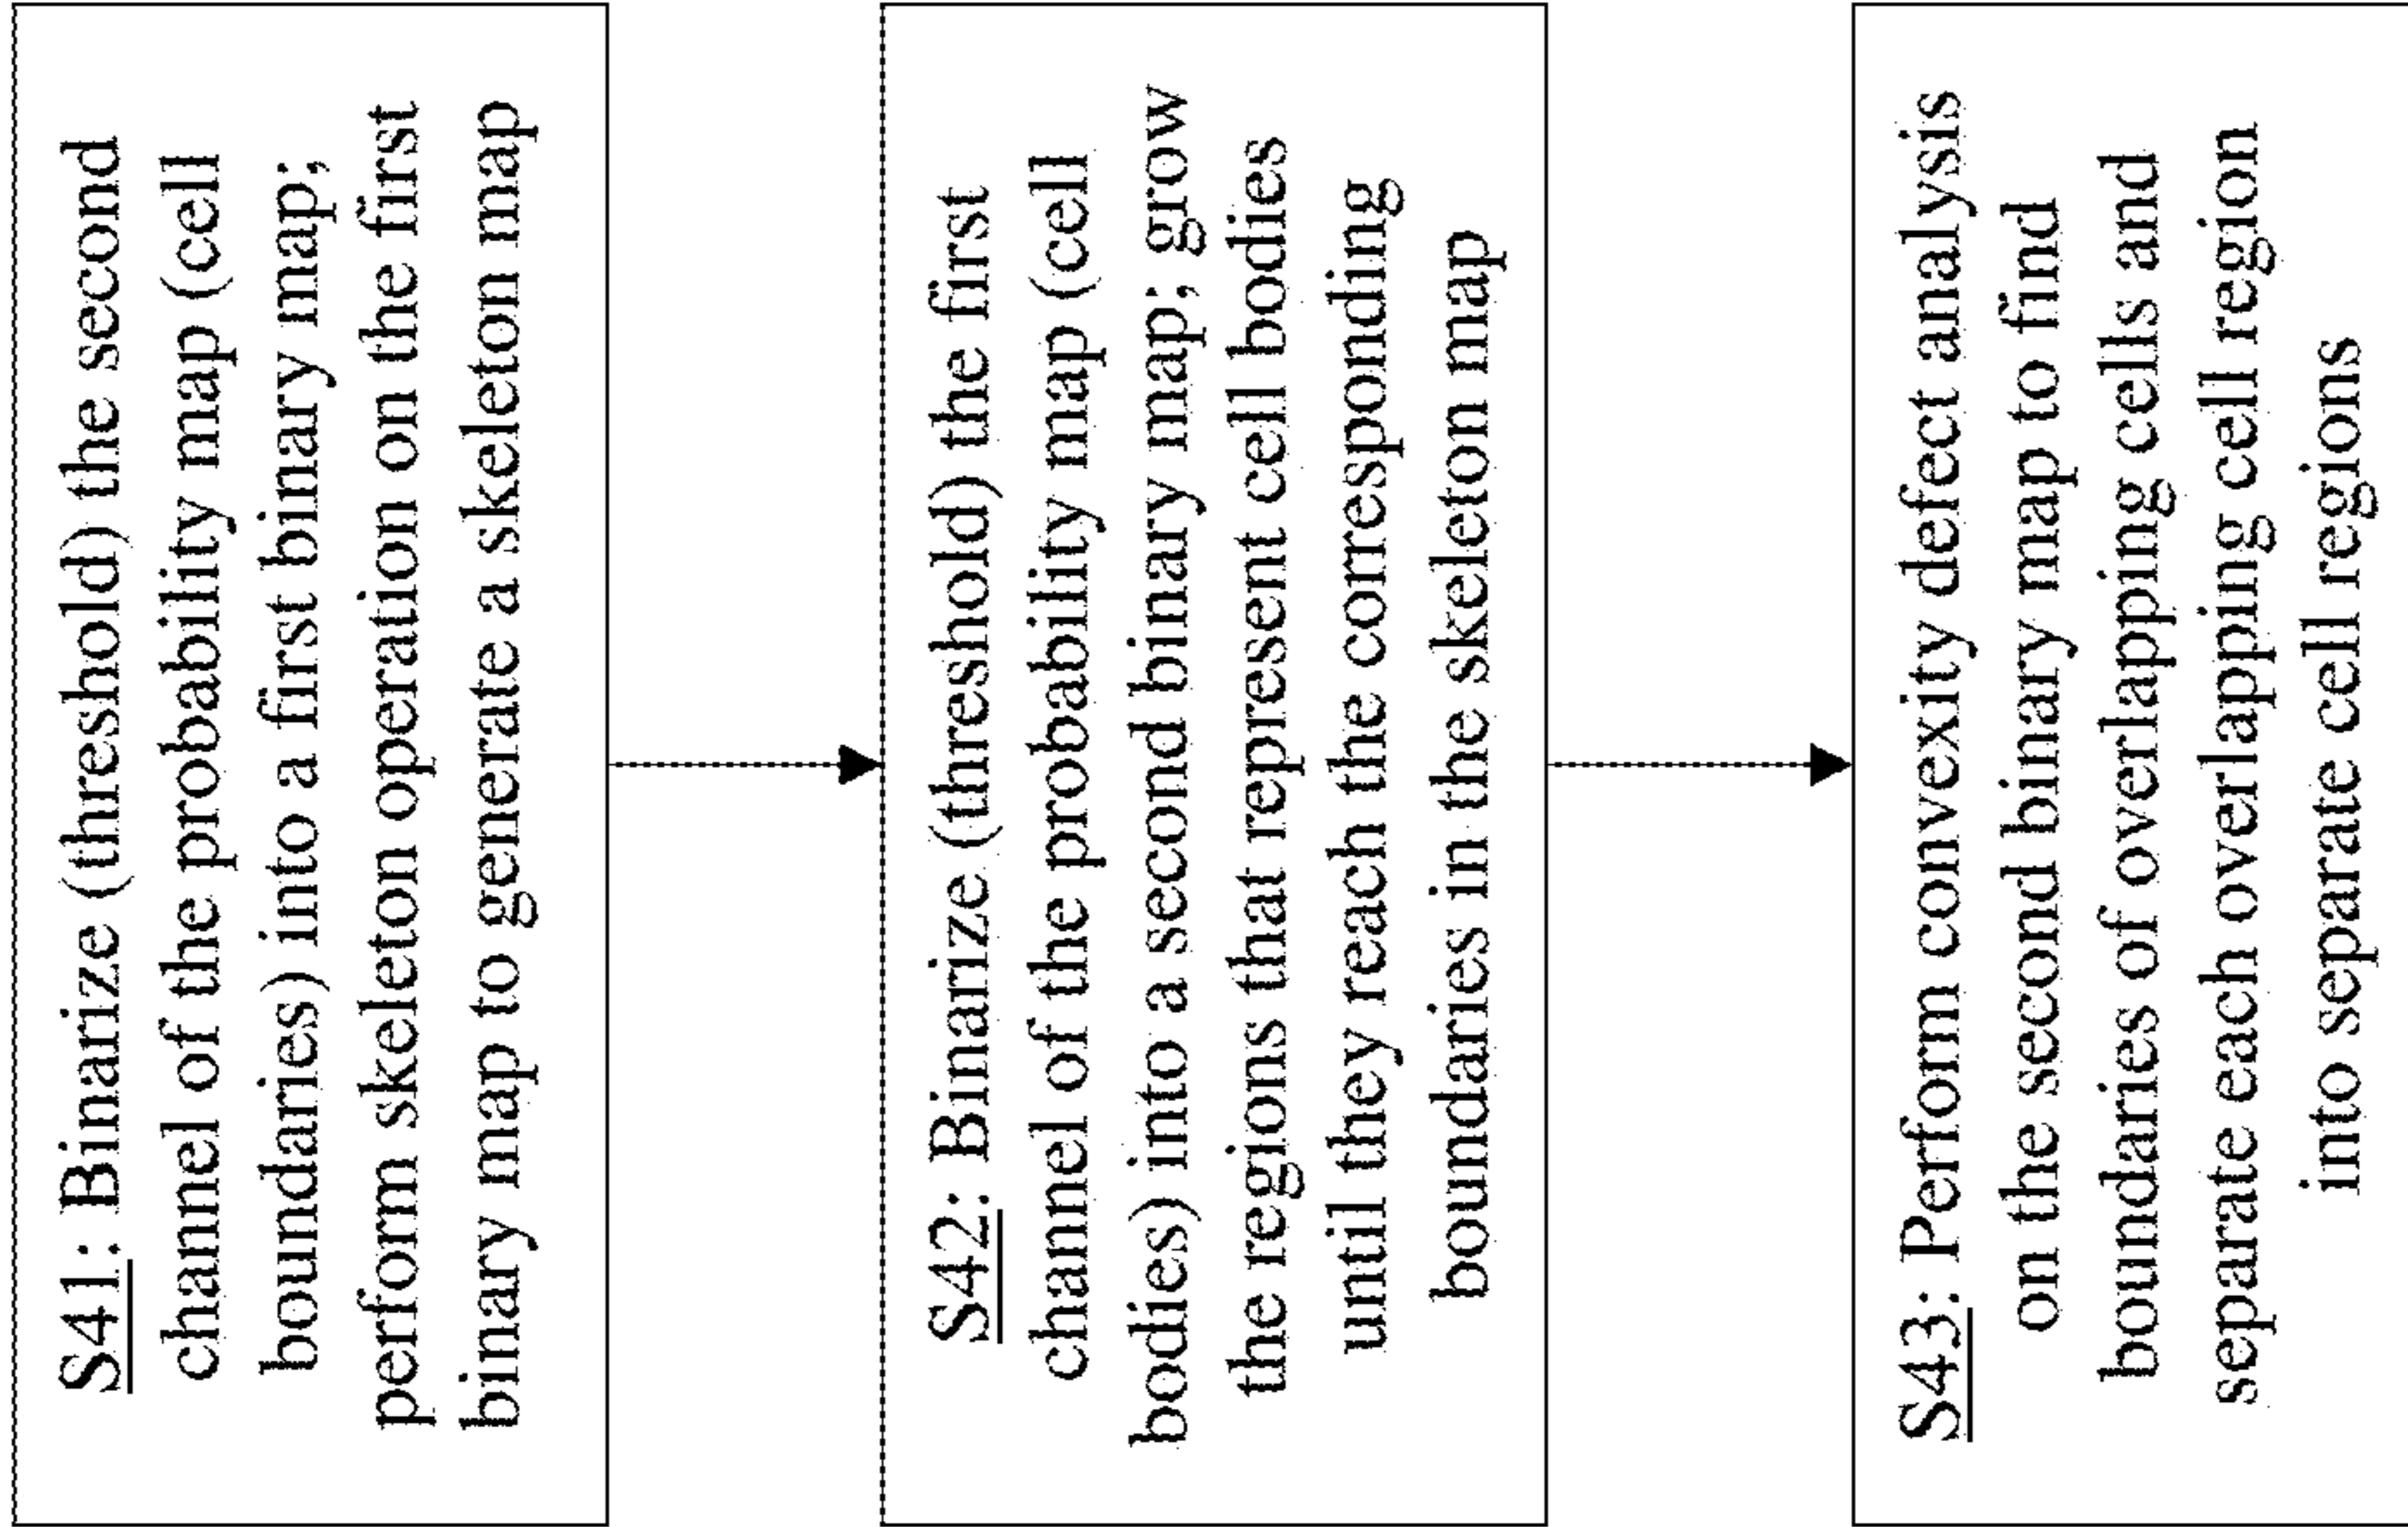 S41: Binarize (threshold) the second
channel of the probability map (cell
boundaries) into a first binary map;
perform skeleton operation on the first
binary map to generate a skeleton map
S42: Binarize (threshold) the first
channel of the probability map (cell
bodies) into a second binary map; grow
the regions that represent cell bodies
until they reach the corresponding
boundaries in the skeleton map
S43: Perform convexity defect analysis
on the second binary map to find
boundaries of overlapping cells and
separate each overlapping cell region
into separate cell regions